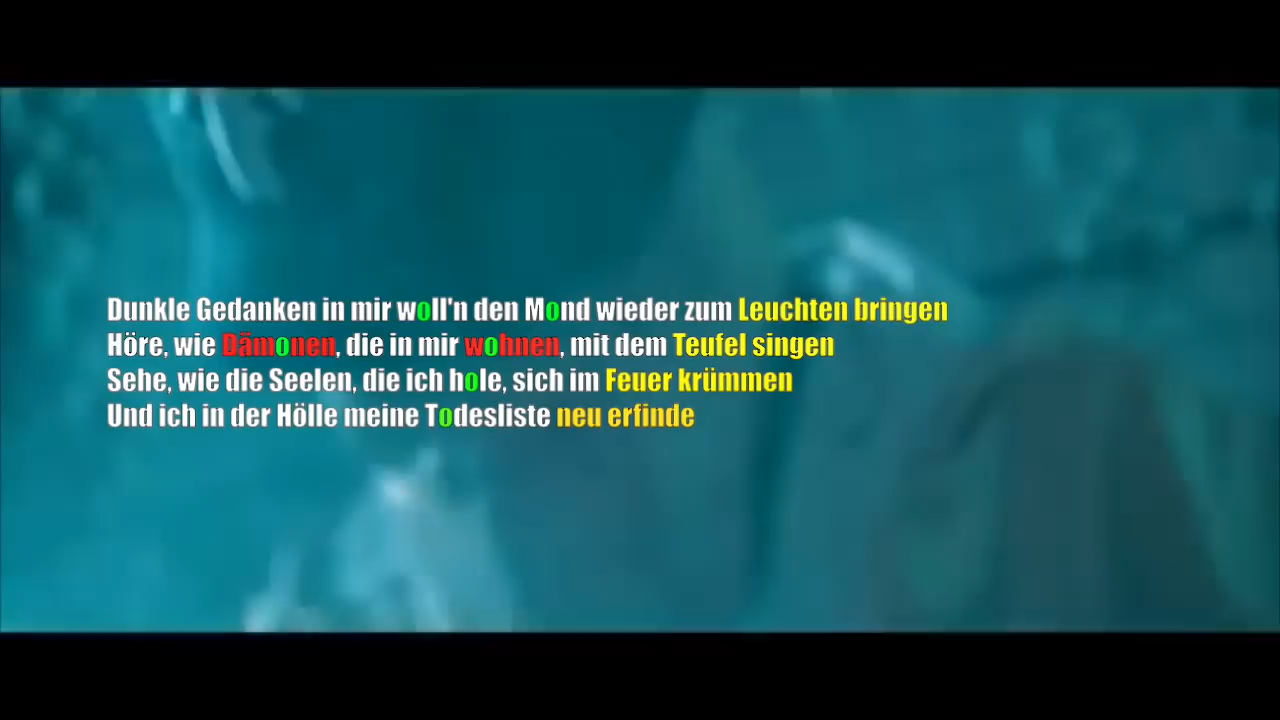 Dunkle Gedanken in mir woll'n den Mond wieder zum Leuchten bringen
Höre, wie Dämonen, die in mir wohnen, mit dem Teufel singen
Sehe, wie die Seelen, die ich hole, sich im Feuer krümmen
Und ich in der Hölle meine Todesliste neu erfinde